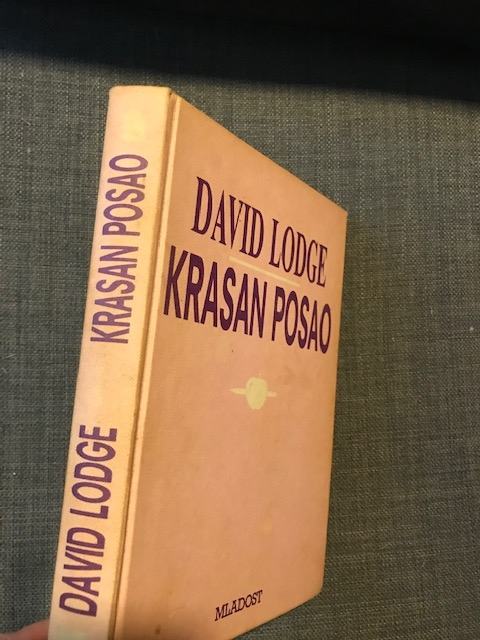 DAVID LODGE
KRASAN POSAO
MLADOST
DAVID LODGE
KRASAN POSAO